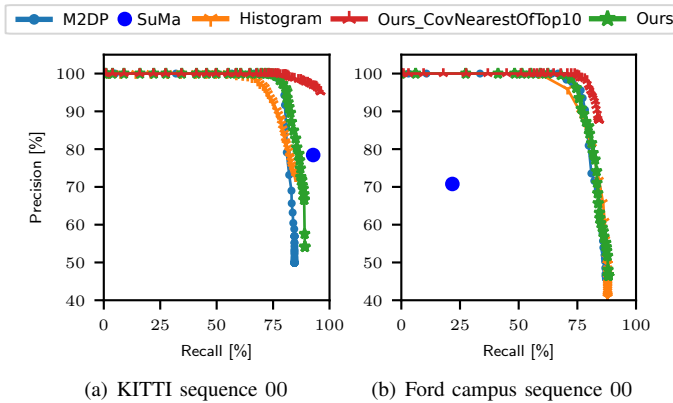 M2DP SuMa Histogram Ours_CovNearestOfTop10 Ours
Precision [%]
100
90
80
70
60
50
40
0 25 50 75 100
Recall [%]
100
90
80
70
60
50
40
0 25 50 75 100
Recall [%]
(a) KITTI sequence 00
(b) Ford campus sequence 00